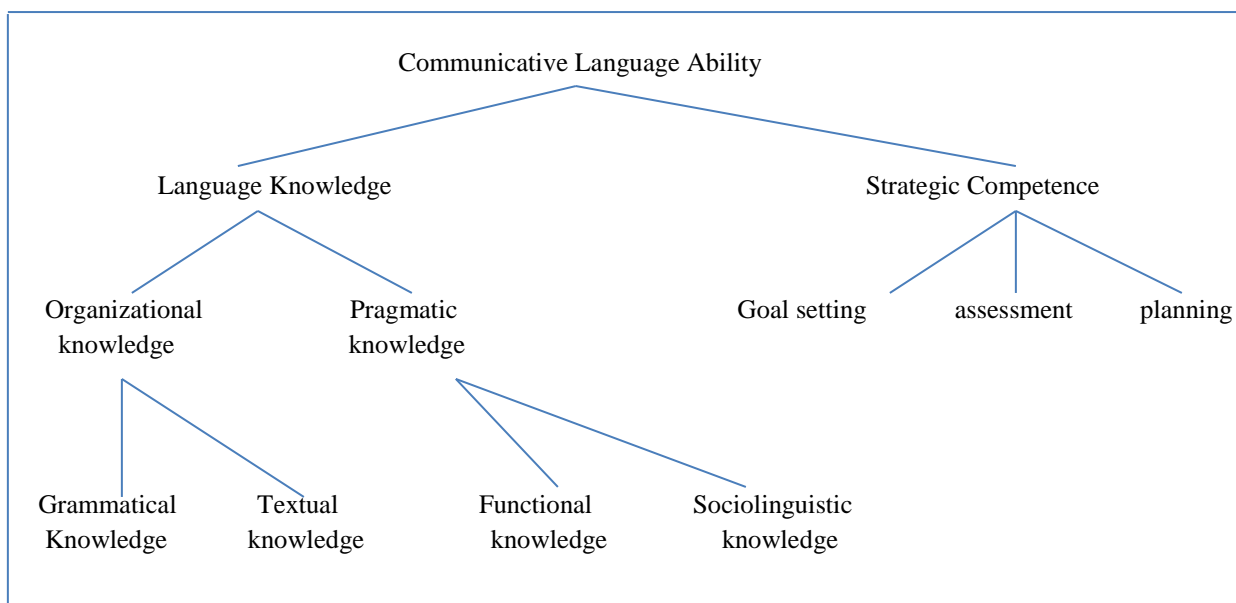 Communicative Language Ability
Language Knowledge
Strategic Competence
Organizational
knowledge
Pragmatic
knowledge
Goal setting
assessment
planning
Grammatical
Knowledge
Textual
knowledge
Functional
knowledge
Sociolinguistic
knowledge